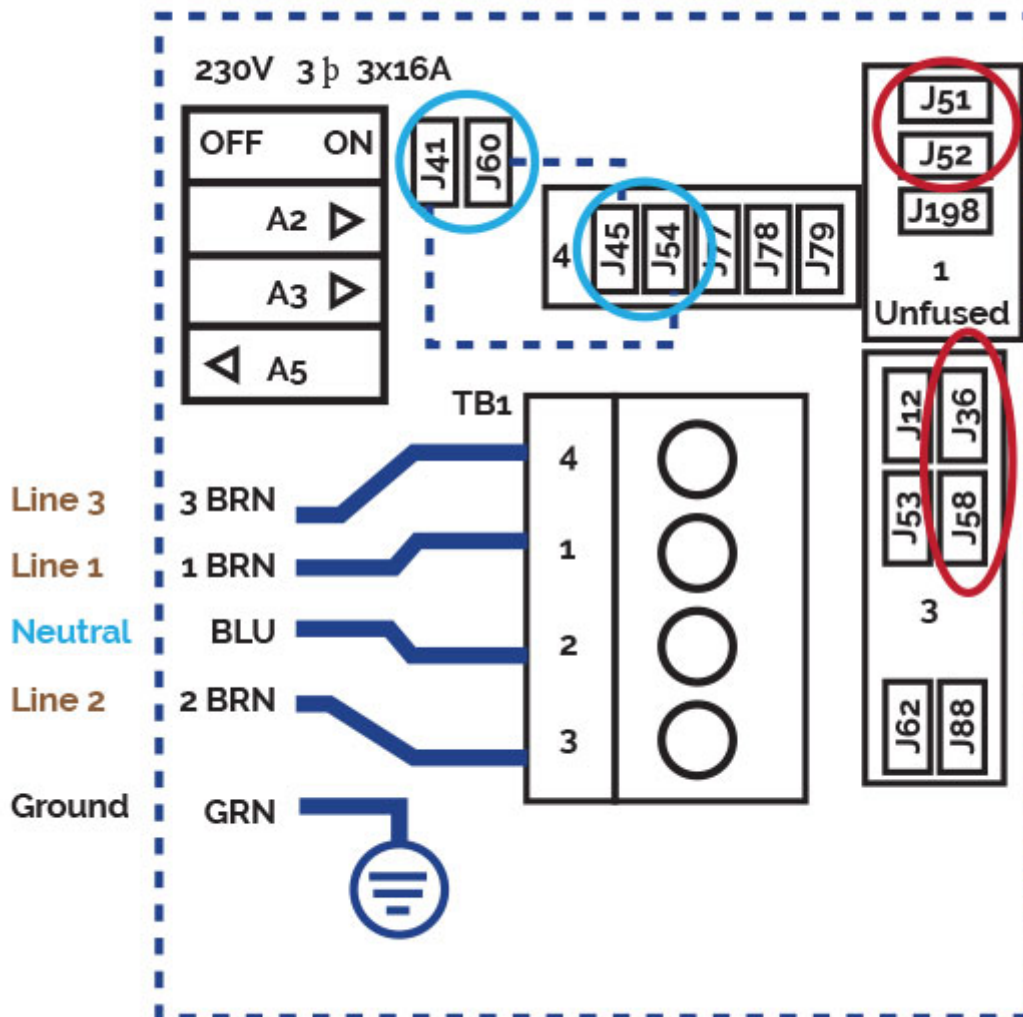 230V 3 þ 3x16A
OFF ON
A2
A3
A5
J41
J60
4
J45
J54
J77
J78
J79
J51
J52
J198
1
Unfused
J12
J36
J53
J58
3
J62
J88
TB1
4
1
2
3
Line 3 3 BRN
Line 1 1 BRN
Neutral BLU
Line 2 2 BRN
Ground GRN